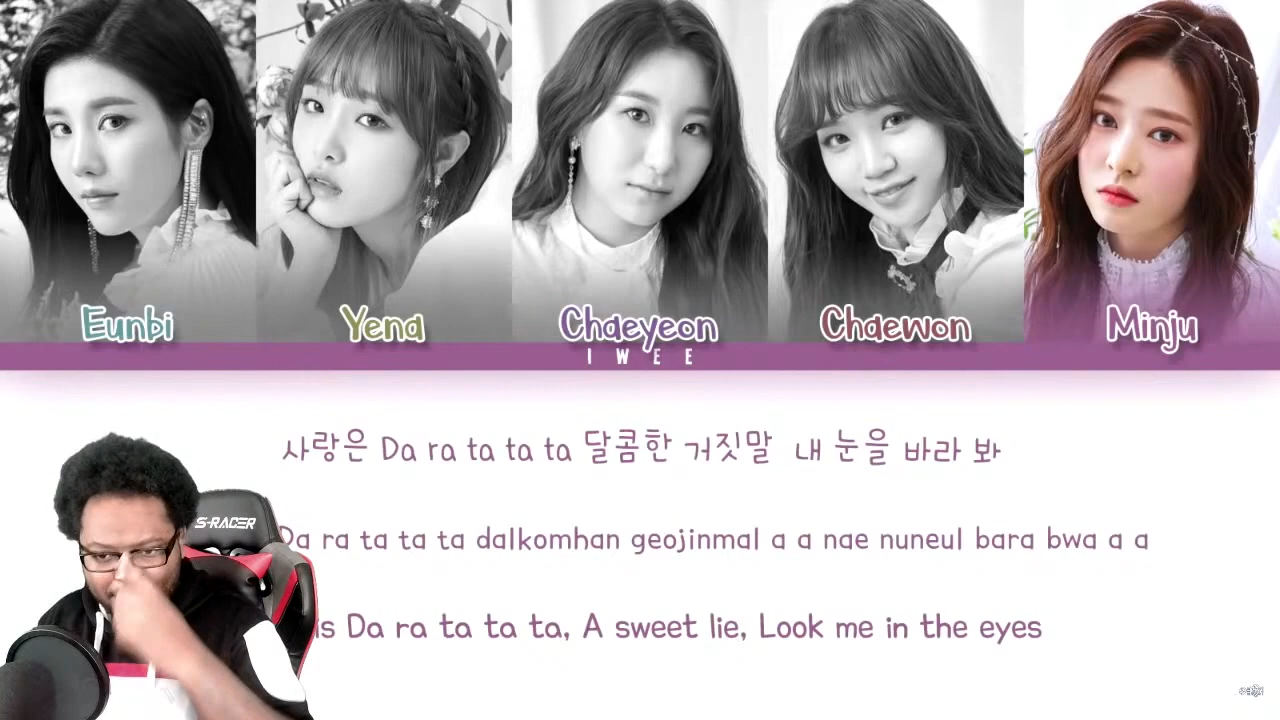 Eunbi
Yena
Chaeyeon
Chaewon
Minju
IWEE
사랑은 Da ra ta ta ta 달콤한 거짓말 내 눈을 바라 봐
S-RACER
Da ra ta ta ta dalkomhan geojinmal a a nae nuneul bara bwa a a
is Da ra ta ta ta, A sweet lie, Look me in the eyes